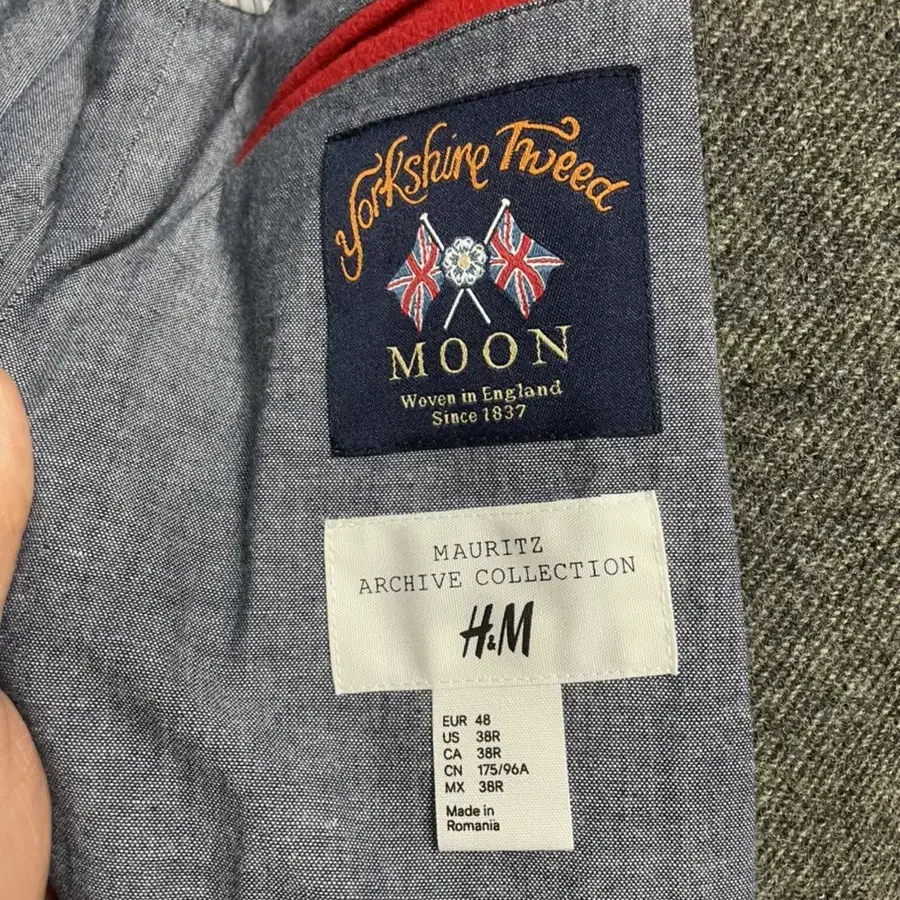 Yorkshire Tweed
MOON
Woven in England
Since 1837
MAURITZ
ARCHIVE COLLECTION
H&M
EUR 48
US 38R
CA 38R
CN 175/96A
MX 38R
Made in
Romania